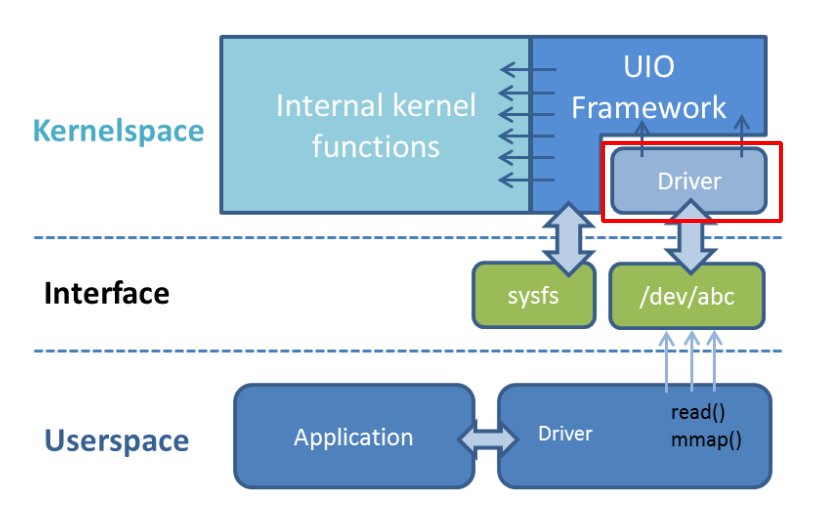 Kernelspace
Internal kernel
functions
UIO
Framework
Driver
Interface
sysfs
/dev/abc
Userspace
Application
Driver
read()
mmap()